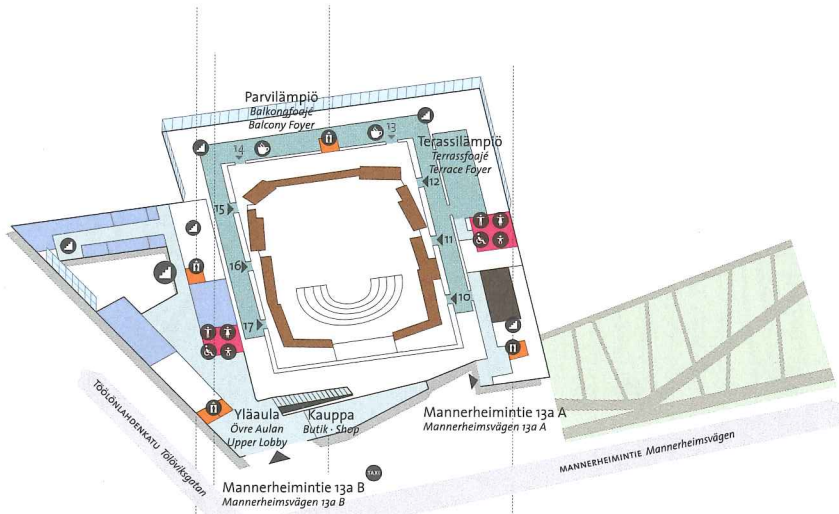 Parvilämpiö
Balkongfoajé
Balcony Foyer
13
14
Terassilämpiö
Terrassfoajé
Terrace Foyer
12
15
11
16
10
17
TÖÖLÖNLAHDENKATU Tölöviksgatan
Yläaula
Övre Aulan
Upper Lobby
Kauppa
Butik · Shop
Mannerheimintie 13a A
Mannerheimsvägen 13a A
MANNERHEIMINTIE Mannerheimsvägen
TAXI
Mannerheimintie 13a B
Mannerheimsvägen 13a B